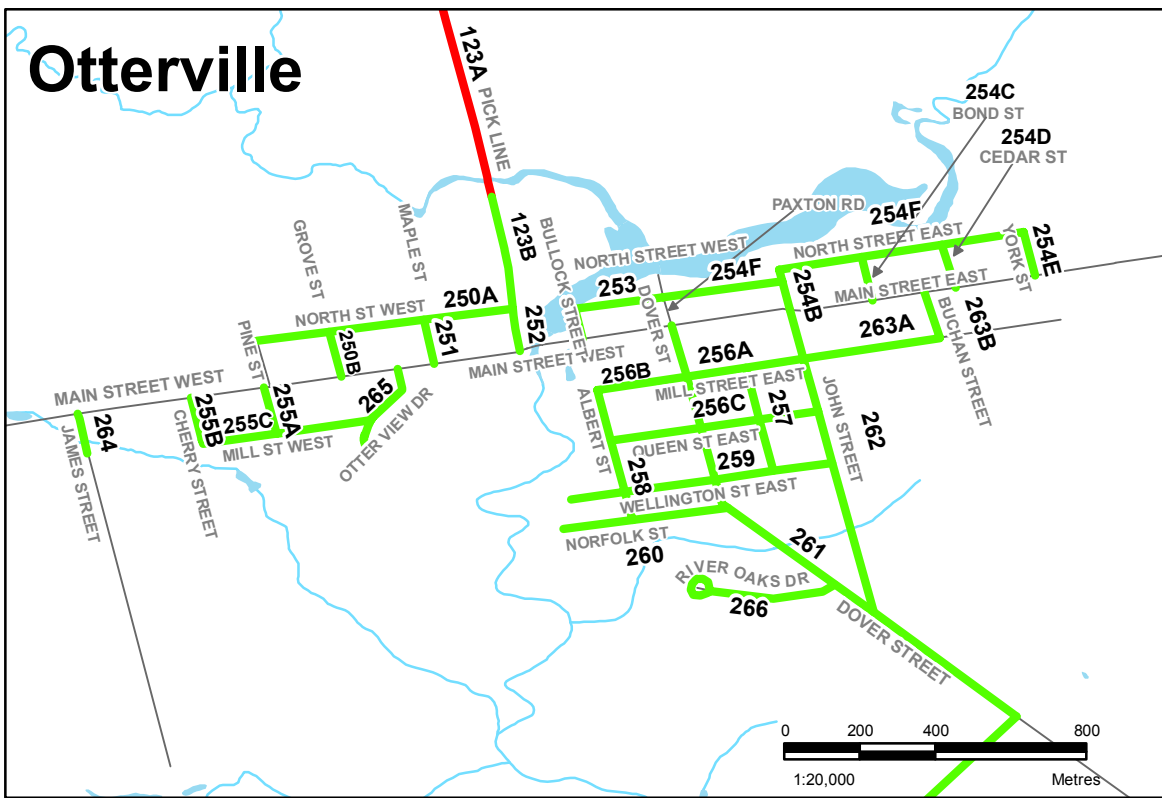 Otterville
123A
PICK LINE
254C
BOND ST
254D
CEDAR ST
PAXTON RD
254F
NORTH STREET EAST
YORK ST
254E
GROVE ST
MAPLE ST
123B
BULLOCK STREET
NORTH STREET WEST
253
254F
DOVER ST
254B
MAIN STREET EAST
NORTH ST WEST
250A
PINE ST
250B
251
252
MAIN STREET WEST
263A
BUCHAN STREET
263B
MAIN STREET WEST
256A
256B
MILL STREET EAST
264
JAMES STREET
CHERRY STREET
255B
255C
255A
MILL ST WEST
265
OTTER VIEW DR
ALBERT ST
256C
257
JOHN STREET
262
QUEEN ST EAST
258
259
WELLINGTON ST EAST
NORFOLK ST
260
261
RIVER OAKS DR
266
DOVER STREET
0 200 400 800
1:20,000 Metres